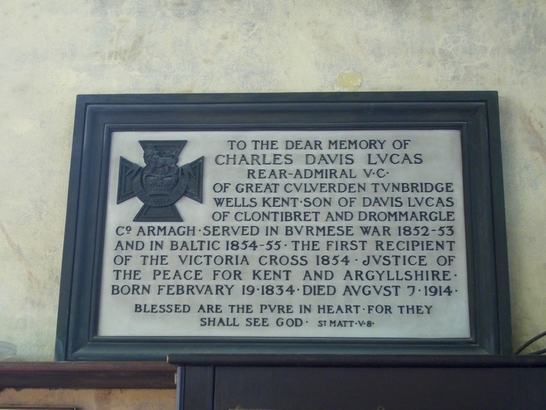 TO THE DEAR MEMORY OF
CHARLES DAVIS LVCAS
REAR-ADMIRAL V·C·
OF GREAT CVLVERDEN TVNBRIDGE
WELLS KENT·SON OF DAVIS LVCAS
OF CLONTIBRET AND DROMMARGLE
Cº ARMAGH·SERVED IN BVRMESE WAR 1852-53
AND IN BALTIC 1854-55·THE FIRST RECIPIENT
OF THE VICTORIA CROSS 1854·JVSTICE OF
THE PEACE FOR KENT AND ARGYLLSHIRE·
BORN FEBRVARY 19·1834·DIED AVGVST 7·1914·
BLESSED ARE THE PVRE IN HEART·FOR THEY
SHALL SEE GOD· ST MATT·V·8·